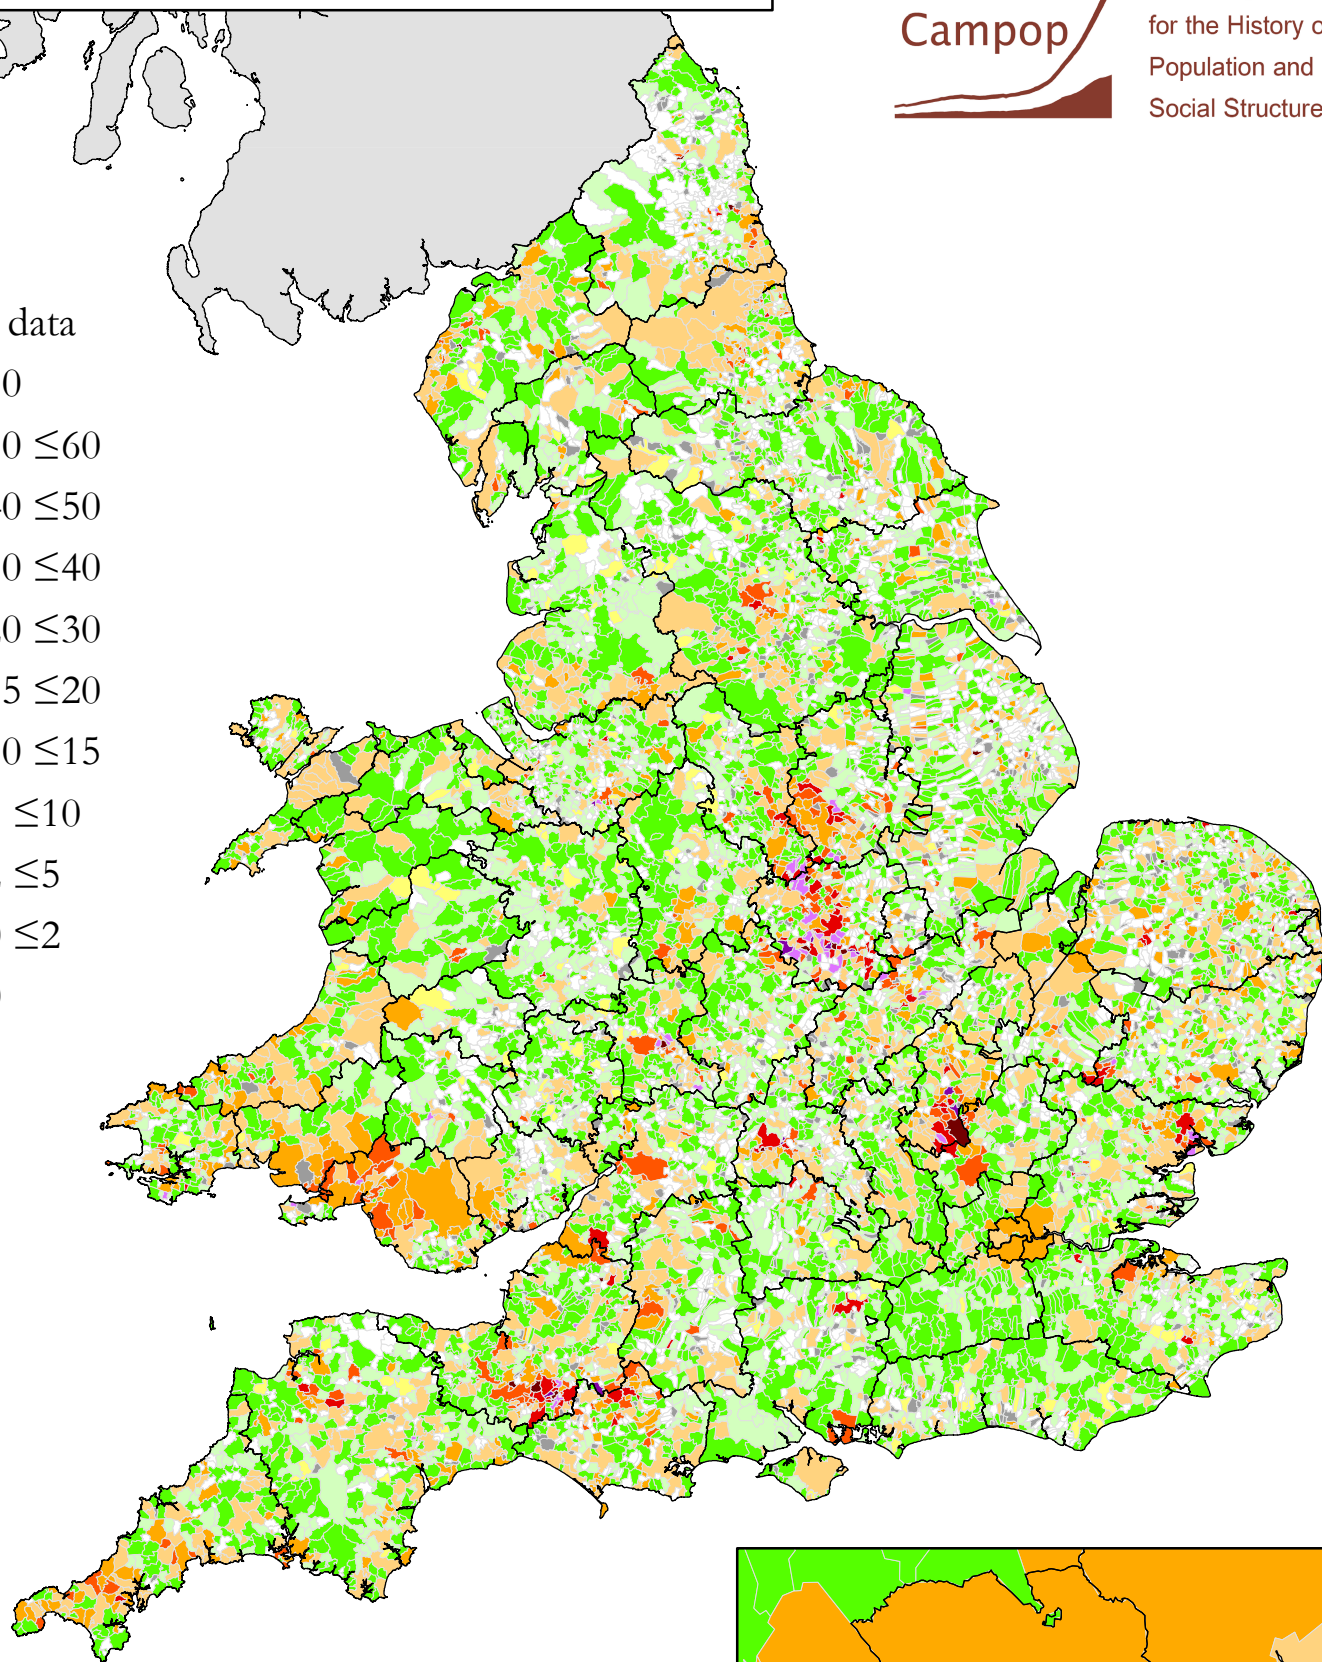 Campop
for the History o
Population and
Social Structure
data
0
0 ≤60
0 ≤50
0 ≤40
0 ≤30
5 ≤20
0 ≤15
≤10
≤5
≤2